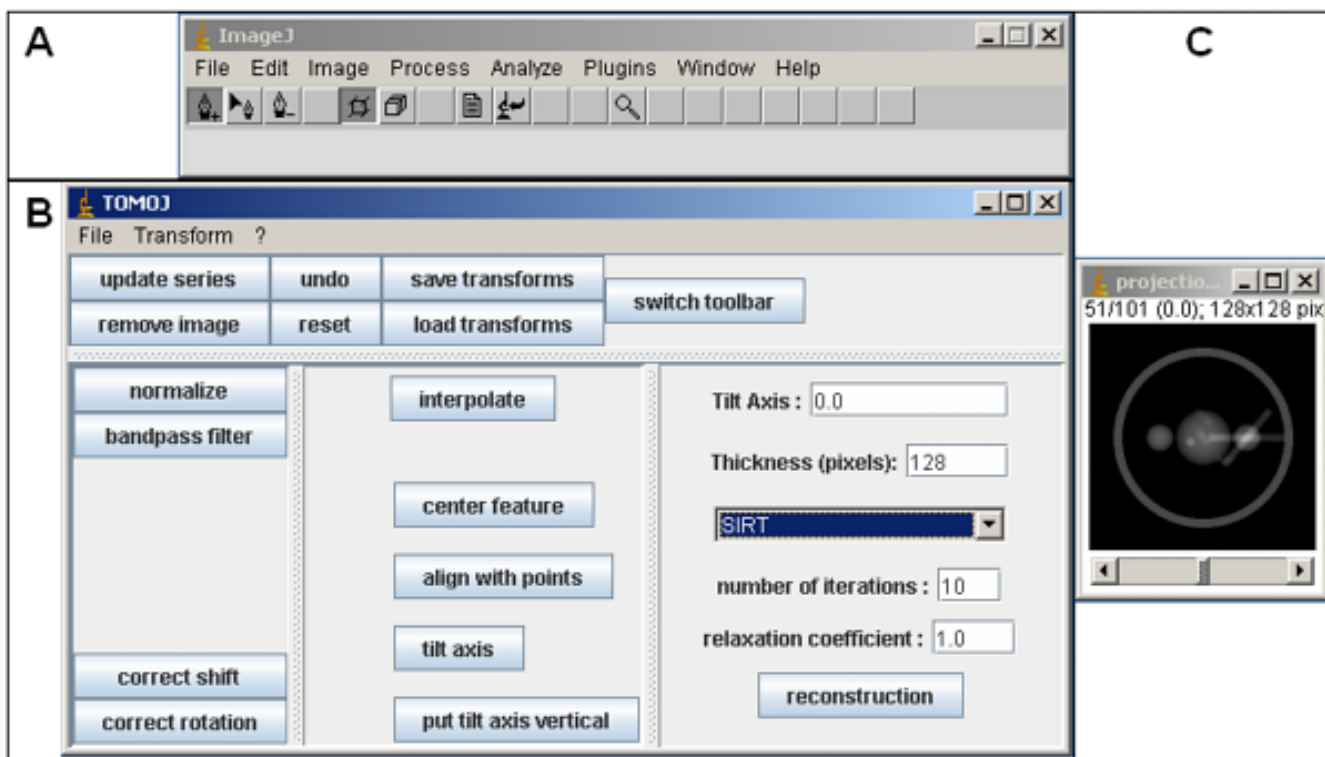 A
ImageJ
File Edit Image Process Analyze Plugins Window Help
C
B
TOMOJ
File Transform ?
update series undo save transforms
switch toolbar
remove image reset load transforms
normalize
bandpass filter
correct shift
correct rotation
interpolate
center feature
align with points
tilt axis
put tilt axis vertical
Tilt Axis : 0.0
Thickness (pixels): 128
SIRT
number of iterations : 10
relaxation coefficient : 1.0
reconstruction
projectio...
51/101 (0.0); 128x128 pix